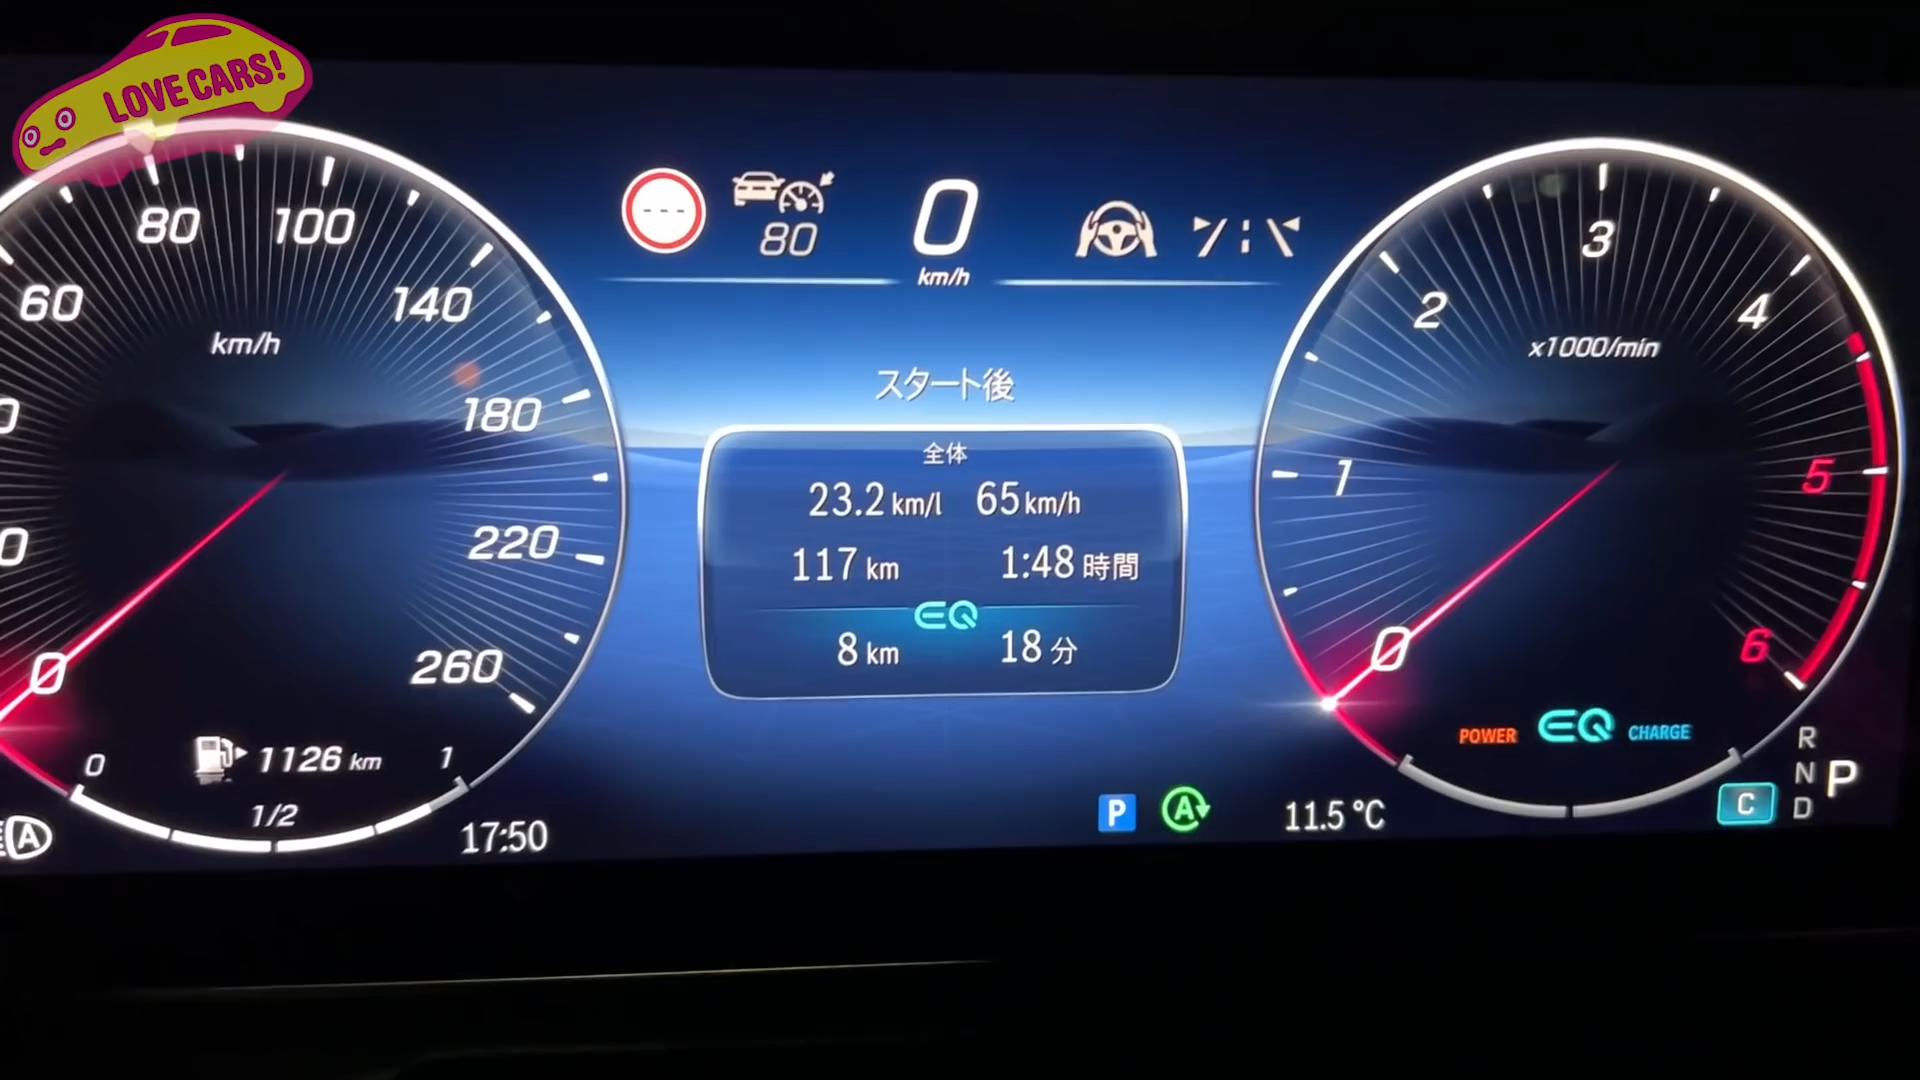 LOVE CARS!
60
80
100
140
180
220
260
0
km/h
0
1126 km
1
1/2
17:50
---
80
0
km/h
スタート後
全体
23.2 km/l 65 km/h
117 km 1:48 時間
EQ
8 km 18 分
P
A
11.5 °C
0
1
2
3
4
5
6
x1000/min
POWER EQ CHARGE
R
N P
C D
A